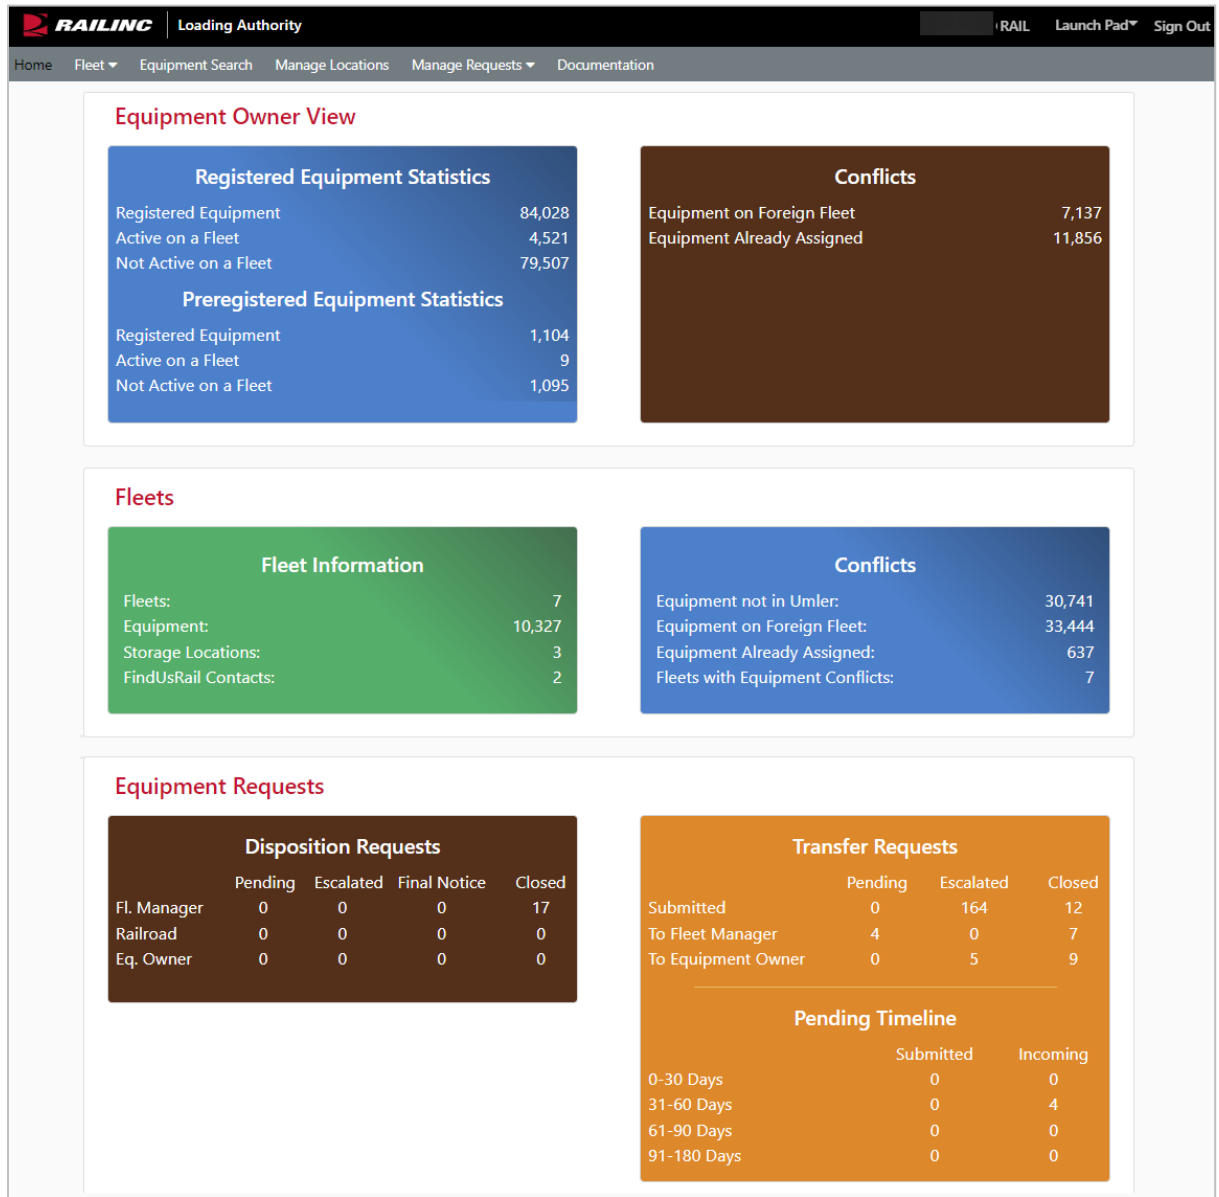 RAILINC Loading Authority RAIL Launch Pad Sign Out
Home Fleet Equipment Search Manage Locations Manage Requests Documentation
Equipment Owner View
Registered Equipment Statistics
Registered Equipment 84,028
Active on a Fleet 4,521
Not Active on a Fleet 79,507
Preregistered Equipment Statistics
Registered Equipment 1,104
Active on a Fleet 9
Not Active on a Fleet 1,095
Conflicts
Equipment on Foreign Fleet 7,137
Equipment Already Assigned 11,856
Fleets
Fleet Information
Fleets: 7
Equipment: 10,327
Storage Locations: 3
FindUsRail Contacts: 2
Conflicts
Equipment not in Umler: 30,741
Equipment on Foreign Fleet: 33,444
Equipment Already Assigned: 637
Fleets with Equipment Conflicts: 7
Equipment Requests
Disposition Requests
Pending Escalated Final Notice Closed
Fl. Manager 0 0 0 17
Railroad 0 0 0 0
Eq. Owner 0 0 0 0
Transfer Requests
Pending Escalated Closed
Submitted 0 164 12
To Fleet Manager 4 0 7
To Equipment Owner 0 5 9
Pending Timeline
Submitted Incoming
0-30 Days 0 0
31-60 Days 0 4
61-90 Days 0 0
91-180 Days 0 0